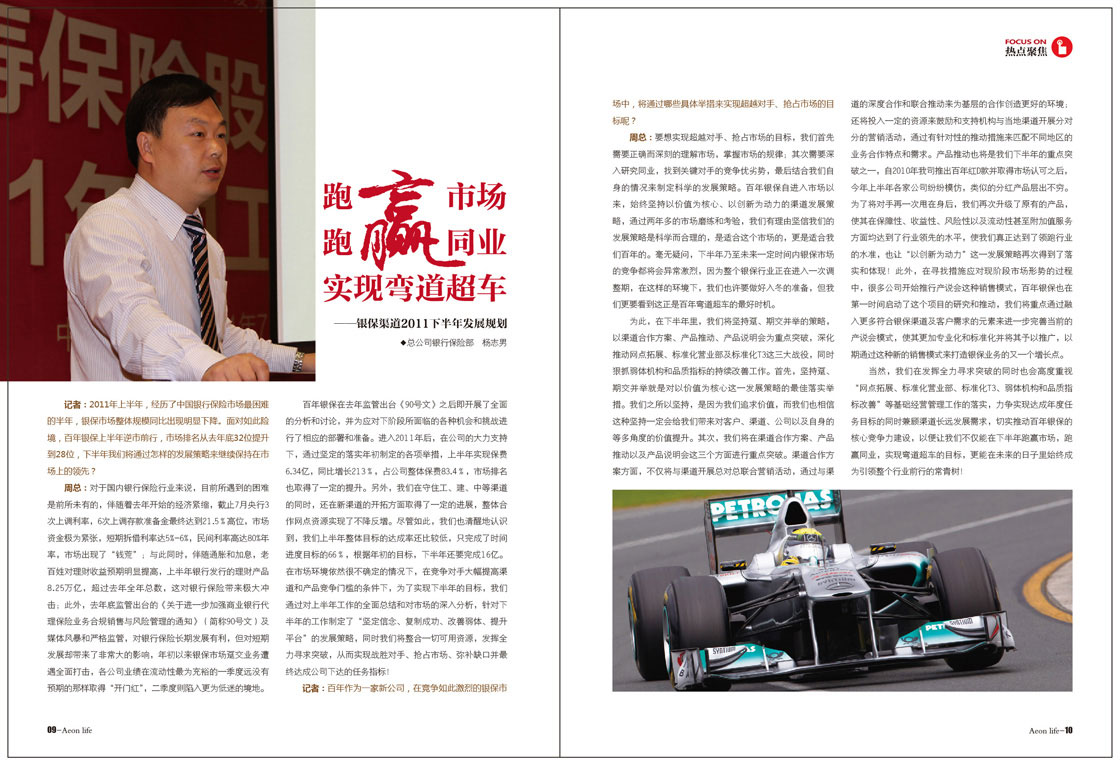 寿保险股
1年
跑赢市场
跑赢同业
实现弯道超车
——银保渠道2011下半年发展规划
◆总公司银行保险部 杨志男
记者：2011年上半年，经历了中国银行保险市场最困难
的半年，银保市场整体规模同比出现明显下降。面对如此险
境，百年银保上半年逆市前行，市场排名从去年底32位提升
到28位，下半年我们将通过怎样的发展策略来继续保持在市
场上的领先？
周总：对于国内银行保险行业来说，目前所遇到的困难
是前所未有的，伴随着去年开始的经济紧缩，截止7月央行3
次上调利率，6次上调存款准备金最终达到21.5％高位，市场
资金极为紧张，短期拆借利率达5%-6%，民间利率高达80%年
率，市场出现了“钱荒”；与此同时，伴随通胀和加息，老
百姓对理财收益预期明显提高，上半年银行发行的理财产品
8.25万亿，超过去年全年总数，这对银行保险带来极大冲
击；此外，去年底监管出台的《关于进一步加强商业银行代
理保险业务合规销售与风险管理的通知》（简称90号文）及
媒体风暴和严格监管，对银行保险长期发展有利，但对短期
发展却带来了非常大的影响，年初以来银保市场趸交业务遭
遇全面打击，各公司业绩在流动性最为充裕的一季度远没有
预期的那样取得“开门红”，二季度则陷入更为低迷的境地。
百年银保在去年监管出台《90号文》之后即开展了全面
的分析和讨论，并为应对下阶段所面临的各种机会和挑战进
行了相应的部署和准备。进入2011年后，在公司的大力支持
下，通过坚定的落实年初制定的各项举措，上半年实现保费
6.34亿，同比增长213％，占公司整体保费83.4％，市场排名
也取得了一定的提升。另外，我们在守住工、建、中等渠道
的同时，还在新渠道的开拓方面取得了一定的进展，整体合
作网点资源实现了不降反增。尽管如此，我们也清醒地认识
到，我们上半年整体目标的达成率还比较低，只完成了时间
进度目标的66％，根据年初的目标，下半年还要完成16亿。
在市场环境依然很不确定的情况下，在竞争对手大幅提高渠
道和产品竞争门槛的条件下，为了实现下半年的目标，我们
通过对上半年工作的全面总结和对市场的深入分析，针对下
半年的工作制定了“坚定信念、复制成功、改善弱体、提升
平台”的发展策略，同时我们将整合一切可用资源，发挥全
力寻求突破，从而实现战胜对手、抢占市场、弥补缺口并最
终达成公司下达的任务指标！
记者：百年作为一家新公司，在竞争如此激烈的银保市
09-Aeon life
FOCUS ON
热点聚焦
场中，将通过哪些具体举措来实现超越对手、抢占市场的目
标呢？
周总：要想实现超越对手、抢占市场的目标，我们首先
需要正确而深刻的理解市场，掌握市场的规律；其次需要深
入研究同业，找到关键对手的竞争优劣势，最后结合我们自
身的情况来制定科学的发展策略。百年银保自进入市场以
来，始终坚持以价值为核心、以创新为动力的渠道发展策
略，通过两年多的市场磨练和考验，我们有理由坚信我们的
发展策略是科学而合理的，是适合这个市场的，更是适合我
们百年的。毫无疑问，下半年乃至未来一定时间内银保市场
的竞争都将会异常激烈，因为整个银保行业正在进入一次调
整期，在这样的环境下，我们也许要做好入冬的准备，但我
们更要看到这正是百年弯道超车的最好时机。
为此，在下半年里，我们将坚持趸、期交并举的策略，
以渠道合作方案、产品推动、产品说明会为重点突破，深化
推动网点拓展、标准化营业部及标准化T3这三大战役，同时
狠抓弱体机构和品质指标的持续改善工作。首先，坚持趸、
期交并举就是对以价值为核心这一发展策略的最佳落实举
措。我们之所以坚持，是因为我们追求价值，而我们也相信
这种坚持一定会给我们带来对客户、渠道、公司以及自身的
等多角度的价值提升。其次，我们将在渠道合作方案、产品
推动以及产品说明会这三个方面进行重点突破。渠道合作方
案方面，不仅将与渠道开展总对总联合营销活动，通过与渠
道的深度合作和联合推动来为基层的合作创造更好的环境；
还将投入一定的资源来鼓励和支持机构与当地渠道开展分对
分的营销活动，通过有针对性的推动措施来匹配不同地区的
业务合作特点和需求。产品推动也将是我们下半年的重点突
破之一，自2010年我司推出百年红D款并取得市场认可之后，
今年上半年各家公司纷纷模仿，类似的分红产品层出不穷。
为了将对手再一次甩在身后，我们再次升级了原有的产品，
使其在保障性、收益性、风险性以及流动性甚至附加值服务
方面均达到了行业领先的水平，使我们真正达到了领跑行业
的水准，也让“以创新为动力”这一发展策略再次得到了落
实和体现！此外，在寻找措施应对现阶段市场形势的过程
中，很多公司开始推行产说会这种销售模式，百年银保也在
第一时间启动了这个项目的研究和推动，我们将重点通过融
入更多符合银保渠道及客户需求的元素来进一步完善当前的
产说会模式，使其更加专业化和标准化并将其予以推广，以
期通过这种新的销售模式来打造银保业务的又一个增长点。
当然，我们在发挥全力寻求突破的同时也会高度重视
“网点拓展、标准化营业部、标准化T3、弱体机构和品质指
标改善”等基础经营管理工作的落实，力争实现达成年度任
务目标的同时兼顾渠道长远发展需求，切实推动百年银保的
核心竞争力建设，以便让我们不仅能在下半年跑赢市场，跑
赢同业，实现弯道超车的目标，更能在未来的日子里始终成
为引领整个行业前行的常青树！
PETRONAS
Aeon life-10